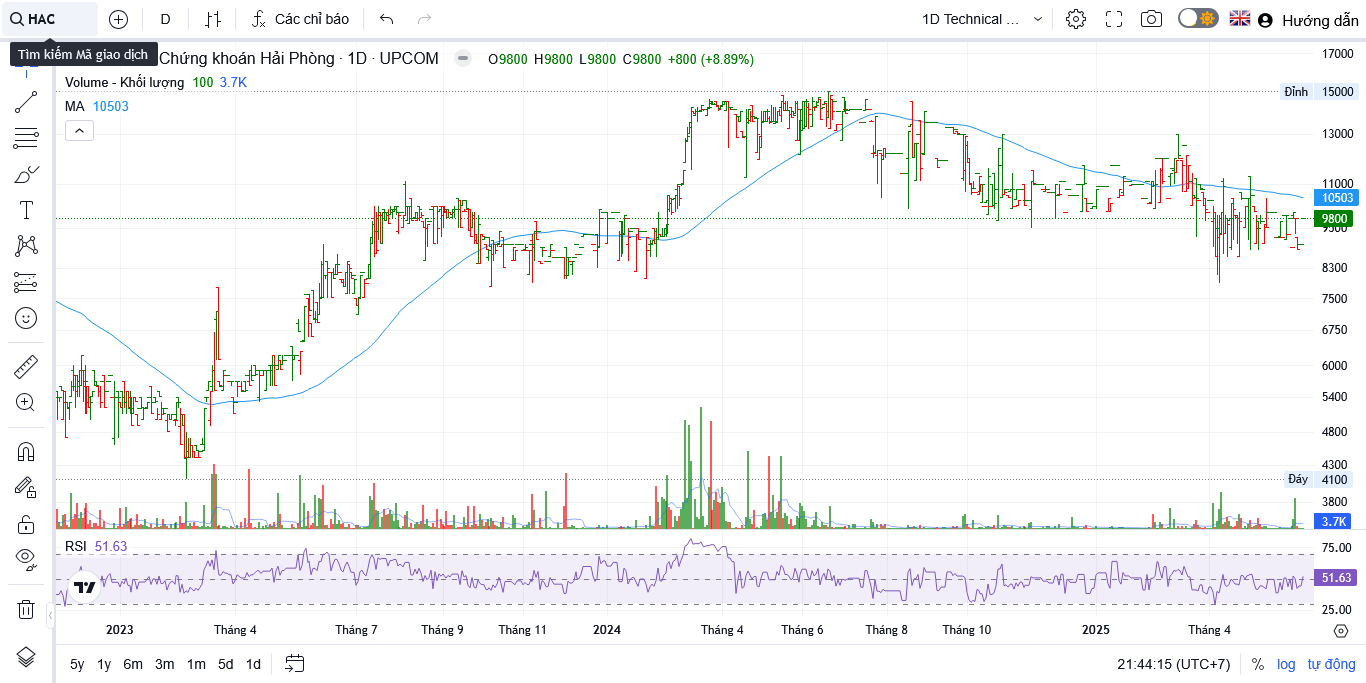 HAC
D
Các chỉ báo
1D Technical ...
Hướng dẫn
Tìm kiếm Mã giao dịch
Chứng khoán Hải Phòng · 1D · UPCOM
O9800 H9800 L9800 C9800 +800 (+8.89%)
Volume - Khối lượng 100 3.7K
MA 10503
17000
Đỉnh 15000
13000
11000
10503
9800
9300
8300
7500
6750
6000
5400
4800
4300
Đáy 4100
3800
3.7K
RSI 51.63
75.00
51.63
25.00
2023 Tháng 4 Tháng 7 Tháng 9 Tháng 11 2024 Tháng 4 Tháng 6 Tháng 8 Tháng 10 2025 Tháng 4
5y 1y 6m 3m 1m 5d 1d
21:44:15 (UTC+7) % log tự động